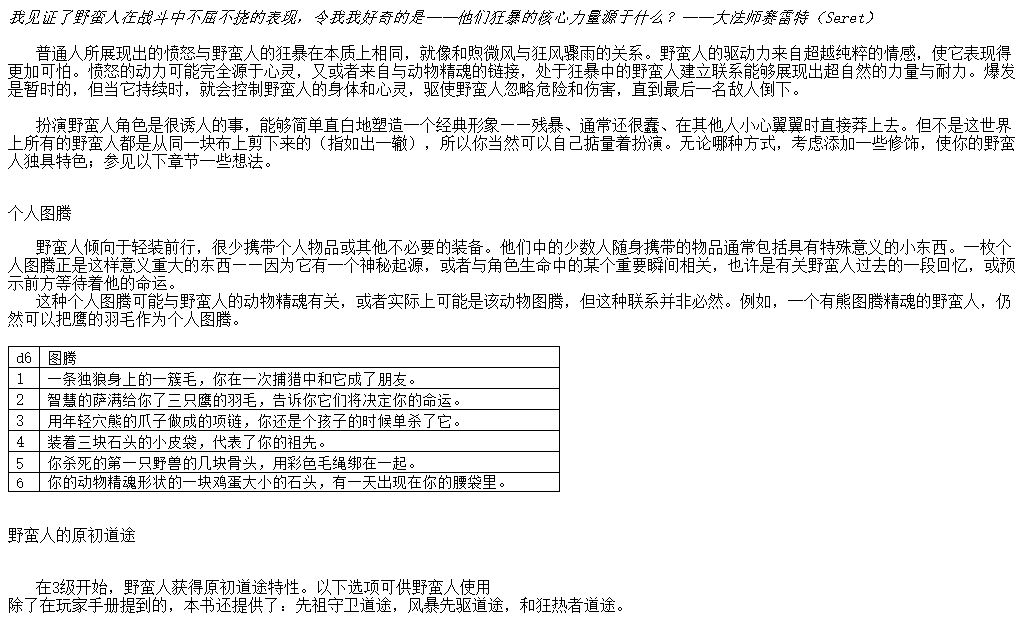 我见证了野蛮人在战斗中不屈不挠的表现，令我我好奇的是——他们狂暴的核心力量源于什么？——大法师赛雷特（Seret）
普通人所展现出的愤怒与野蛮人的狂暴在本质上相同，就像和煦微风与狂风骤雨的关系。野蛮人的驱动力来自超越纯粹的情感，使它表现得
更加可怕。愤怒的动力可能完全源于心灵，又或者来自与动物精魂的链接，处于狂暴中的野蛮人建立联系能够展现出超自然的力量与耐力。爆发
是暂时的，但当它持续时，就会控制野蛮人的身体和心灵，驱使野蛮人忽略危险和伤害，直到最后一名敌人倒下。
扮演野蛮人角色是很诱人的事，能够简单直白地塑造一个经典形象——残暴、通常还很蠢、在其他人小心翼翼时直接莽上去。但不是这世界
上所有的野蛮人都是从同一块布上剪下来的（指如出一辙），所以你当然可以自己掂量着扮演。无论哪种方式，考虑添加一些修饰，使你的野蛮
人独具特色；参见以下章节一些想法。
个人图腾
野蛮人倾向于轻装前行，很少携带个人物品或其他不必要的装备。他们中的少数人随身携带的物品通常包括具有特殊意义的小东西。一枚个
人图腾正是这样意义重大的东西——因为它有一个神秘起源，或者与角色生命中的某个重要瞬间相关，也许是有关野蛮人过去的一段回忆，或预
示前方等待着他的命运。
这种个人图腾可能与野蛮人的动物精魂有关，或者实际上可能是该动物图腾，但这种联系并非必然。例如，一个有熊图腾精魂的野蛮人，仍
然可以把鹰的羽毛作为个人图腾。
d6 图腾
1 一条独狼身上的一簇毛，你在一次捕猎中和它成了朋友。
2 智慧的萨满给你了三只鹰的羽毛，告诉你它们将决定你的命运。
3 用年轻穴熊的爪子做成的项链，你还是个孩子的时候单杀了它。
4 装着三块石头的小皮袋，代表了你的祖先。
5 你杀死的第一只野兽的几块骨头，用彩色毛绳绑在一起。
6 你的动物精魂形状的一块鸡蛋大小的石头，有一天出现在你的腰袋里。
野蛮人的原初道途
在3级开始，野蛮人获得原初道途特性。以下选项可供野蛮人使用
除了在玩家手册提到的，本书还提供了：先祖守卫道途，风暴先驱道途，和狂热者道途。